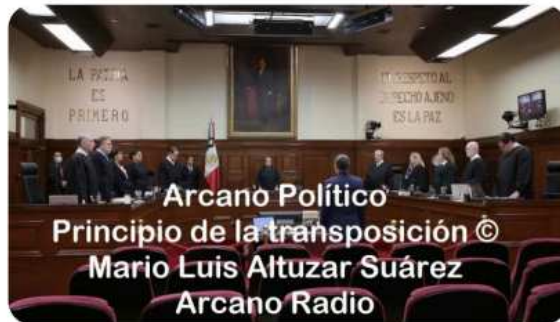 LA PATRIA
ES
PRIMERO
EL RESPETO AL
DERECHO AJENO
ES LA PAZ
Arcano Político
Principio de la transposición ©
Mario Luis Altuzar Suárez
Arcano Radio